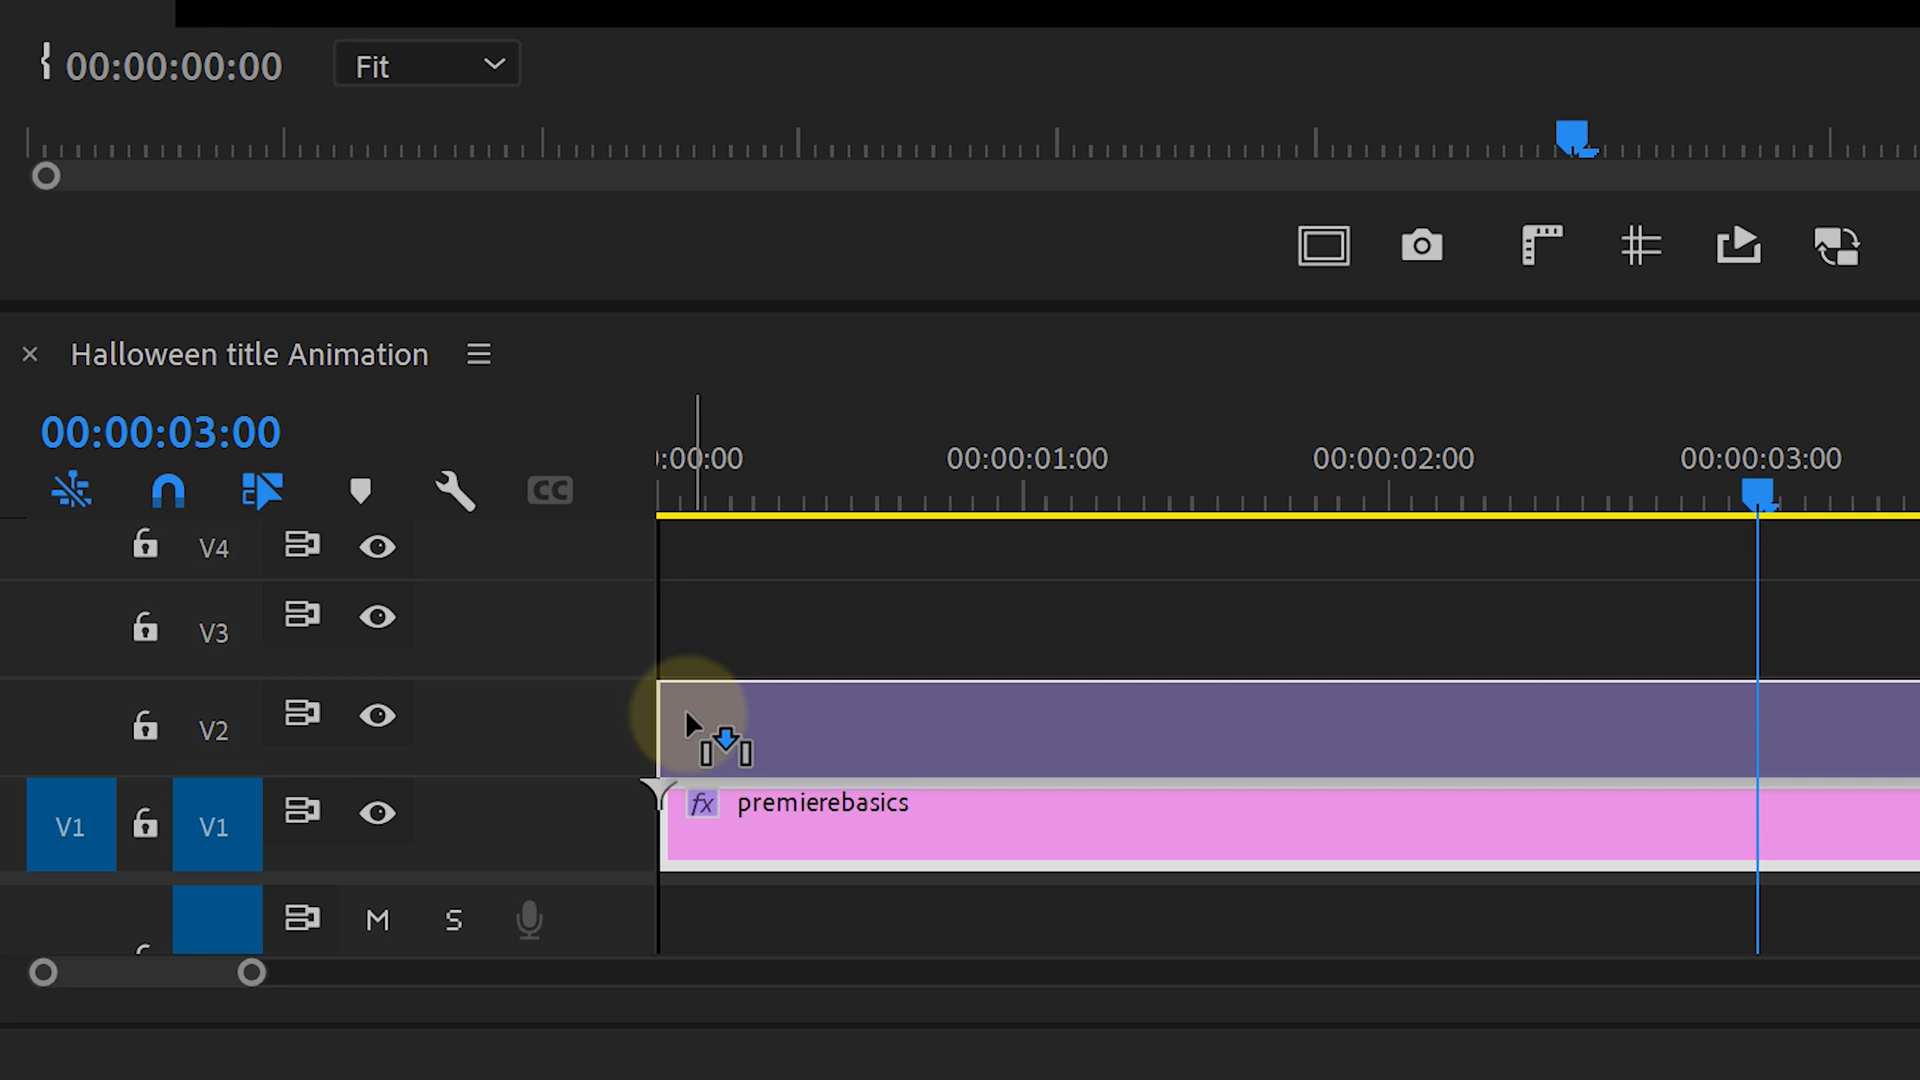 00:00:00:00 Fit
Halloween title Animation
00:00:03:00
:00:00 00:00:01:00 00:00:02:00 00:00:03:00
CC
V4
V3
V2
V1 V1 fx premierebasics
M S